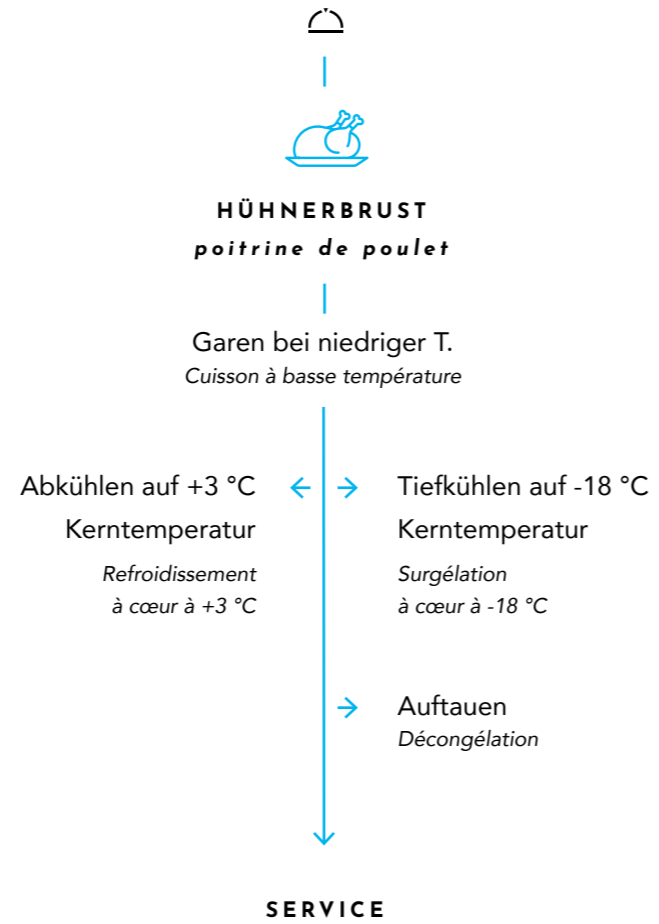 HÜHNERBRUST
poitrine de poulet
Garen bei niedriger T.
Cuisson à basse température
Abkühlen auf +3 °C
Kerntemperatur
Refroidissement
à cœur à +3 °C
Tiefkühlen auf -18 °C
Kerntemperatur
Surgélation
à cœur à -18 °C
Auftauen
Décongélation
SERVICE